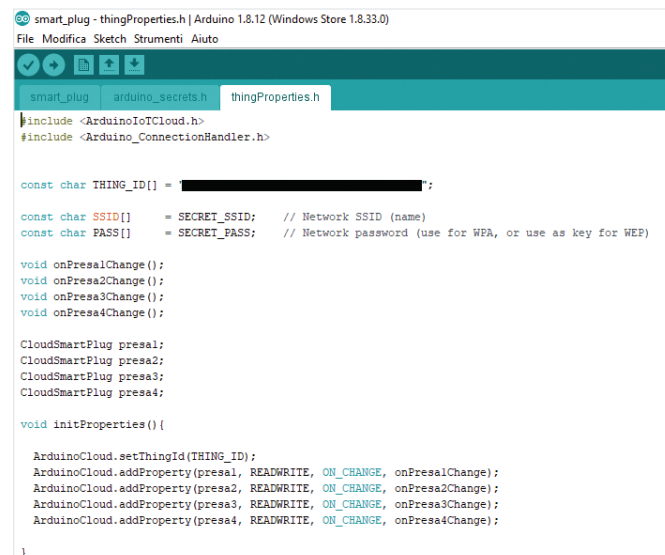 smart_plug - thingProperties.h | Arduino 1.8.12 (Windows Store 1.8.33.0)
File Modifica Sketch Strumenti Aiuto
smart_plug arduino_secrets.h thingProperties.h
#include <ArduinoIoTCloud.h>
#include <Arduino_ConnectionHandler.h>
const char THING_ID[] = "";
const char SSID[] = SECRET_SSID; // Network SSID (name)
const char PASS[] = SECRET_PASS; // Network password (use for WPA, or use as key for WEP)
void onPresa1Change();
void onPresa2Change();
void onPresa3Change();
void onPresa4Change();
CloudSmartPlug presa1;
CloudSmartPlug presa2;
CloudSmartPlug presa3;
CloudSmartPlug presa4;
void initProperties(){
ArduinoCloud.setThingId(THING_ID);
ArduinoCloud.addProperty(presa1, READWRITE, ON_CHANGE, onPresa1Change);
ArduinoCloud.addProperty(presa2, READWRITE, ON_CHANGE, onPresa2Change);
ArduinoCloud.addProperty(presa3, READWRITE, ON_CHANGE, onPresa3Change);
ArduinoCloud.addProperty(presa4, READWRITE, ON_CHANGE, onPresa4Change);
}